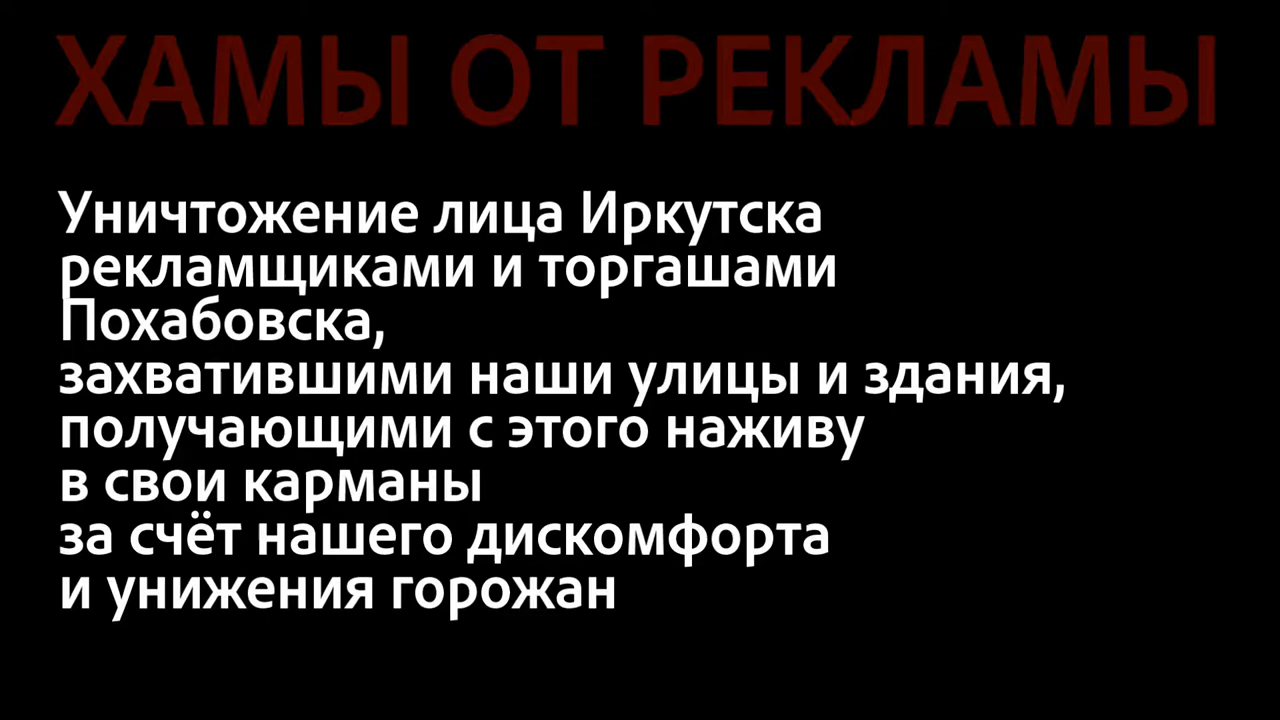 ХАМЫ ОТ РЕКЛАМЫ
Уничтожение лица Иркутска
рекламщиками и торгашами
Похабовска,
захватившими наши улицы и здания,
получающими с этого наживу
в свои карманы
за счёт нашего дискомфорта
и унижения горожан